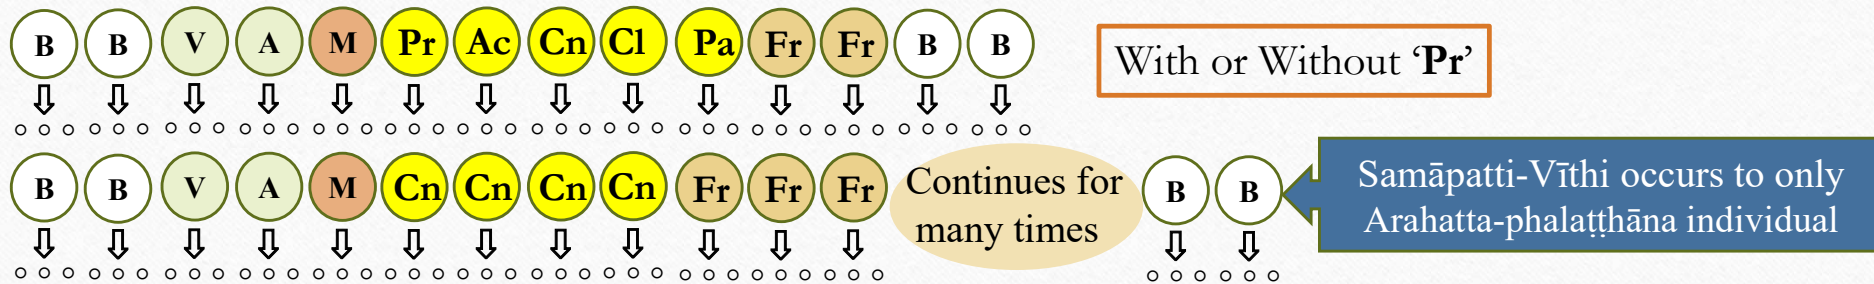 B B V A M Pr Ac Cn Cl Pa Fr Fr B B
With or Without ‘Pr’
B B V A M Cn Cn Cn Cn Fr Fr Fr
Continues for
many times
B B
Samāpatti-Vīthi occurs to only
Arahatta-phalaṭṭhāna individual